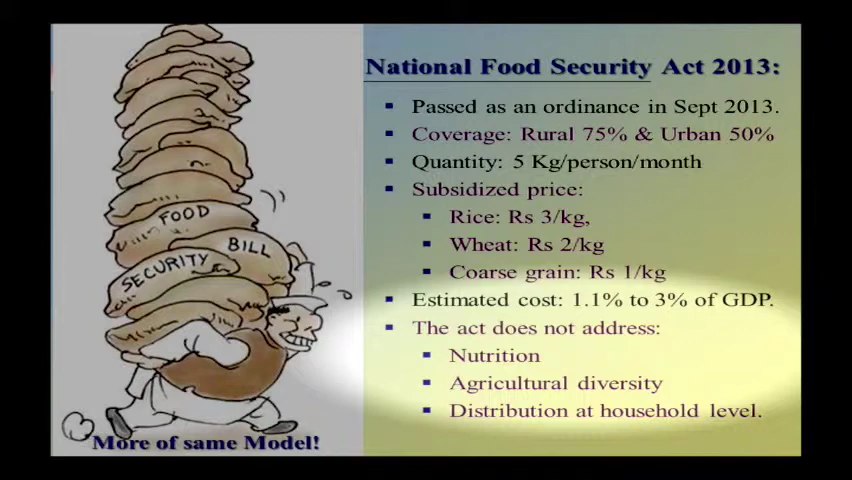 National Food Security Act 2013:
Passed as an ordinance in Sept 2013.
Coverage: Rural 75% & Urban 50%
Quantity: 5 Kg/person/month
Subsidized price:
Rice: Rs 3/kg,
Wheat: Rs 2/kg
Coarse grain: Rs 1/kg
Estimated cost: 1.1% to 3% of GDP.
The act does not address:
Nutrition
Agricultural diversity
Distribution at household level.
FOOD
SECURITY BILL
More of same Model!